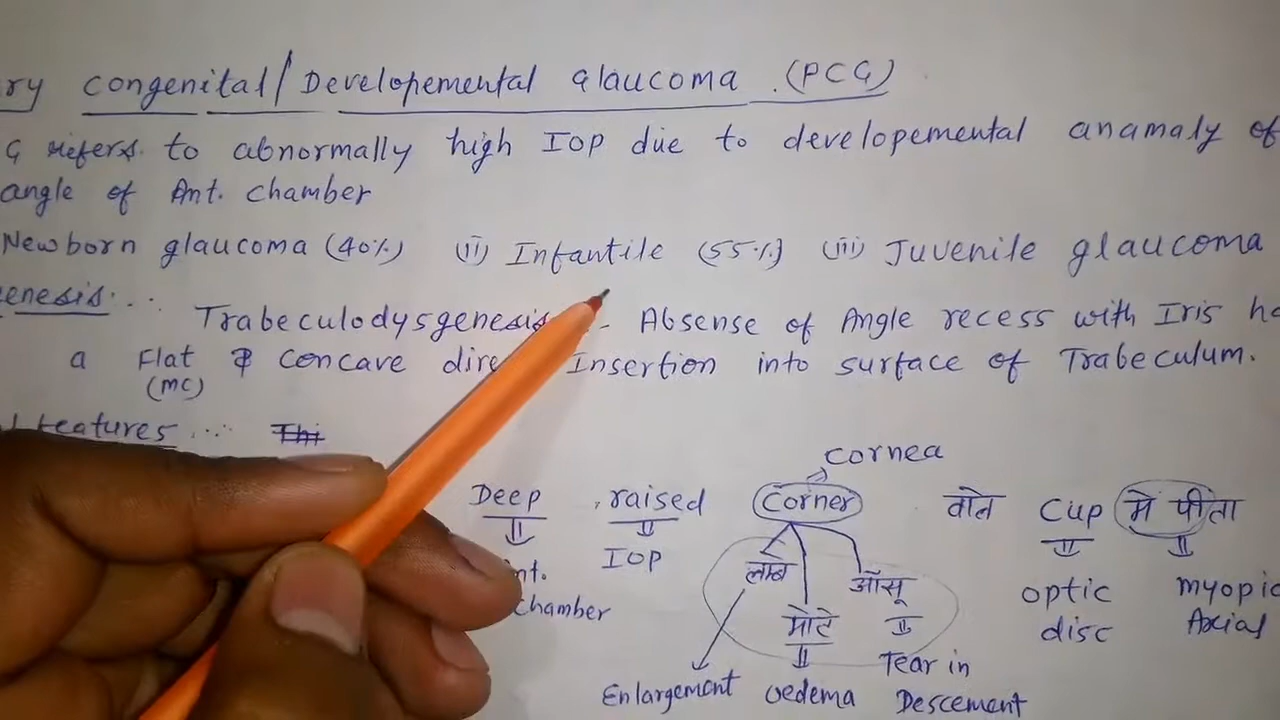 ry Congenital/Developemental Glaucoma (PCG)
G refers to abnormally high IOP due to developemental anamaly of
angle of Ant. chamber
Newborn glaucoma (40%) (ii) Infantile (55%) (iii) Juvenile glaucoma
enesis:.. Trabeculodysgenesis:- Absense of Angle recess with Iris ha
a Flat & concave dire Insertion into surface of Trabeculum.
(MC)
l features ... Thi
cornea
Deep , raised Corner वोले Cup में पीता
nt. IOP लम्बे आँसू optic myopic
chamber मोटे disc Axial
Tear in
Enlargement oedema Descement